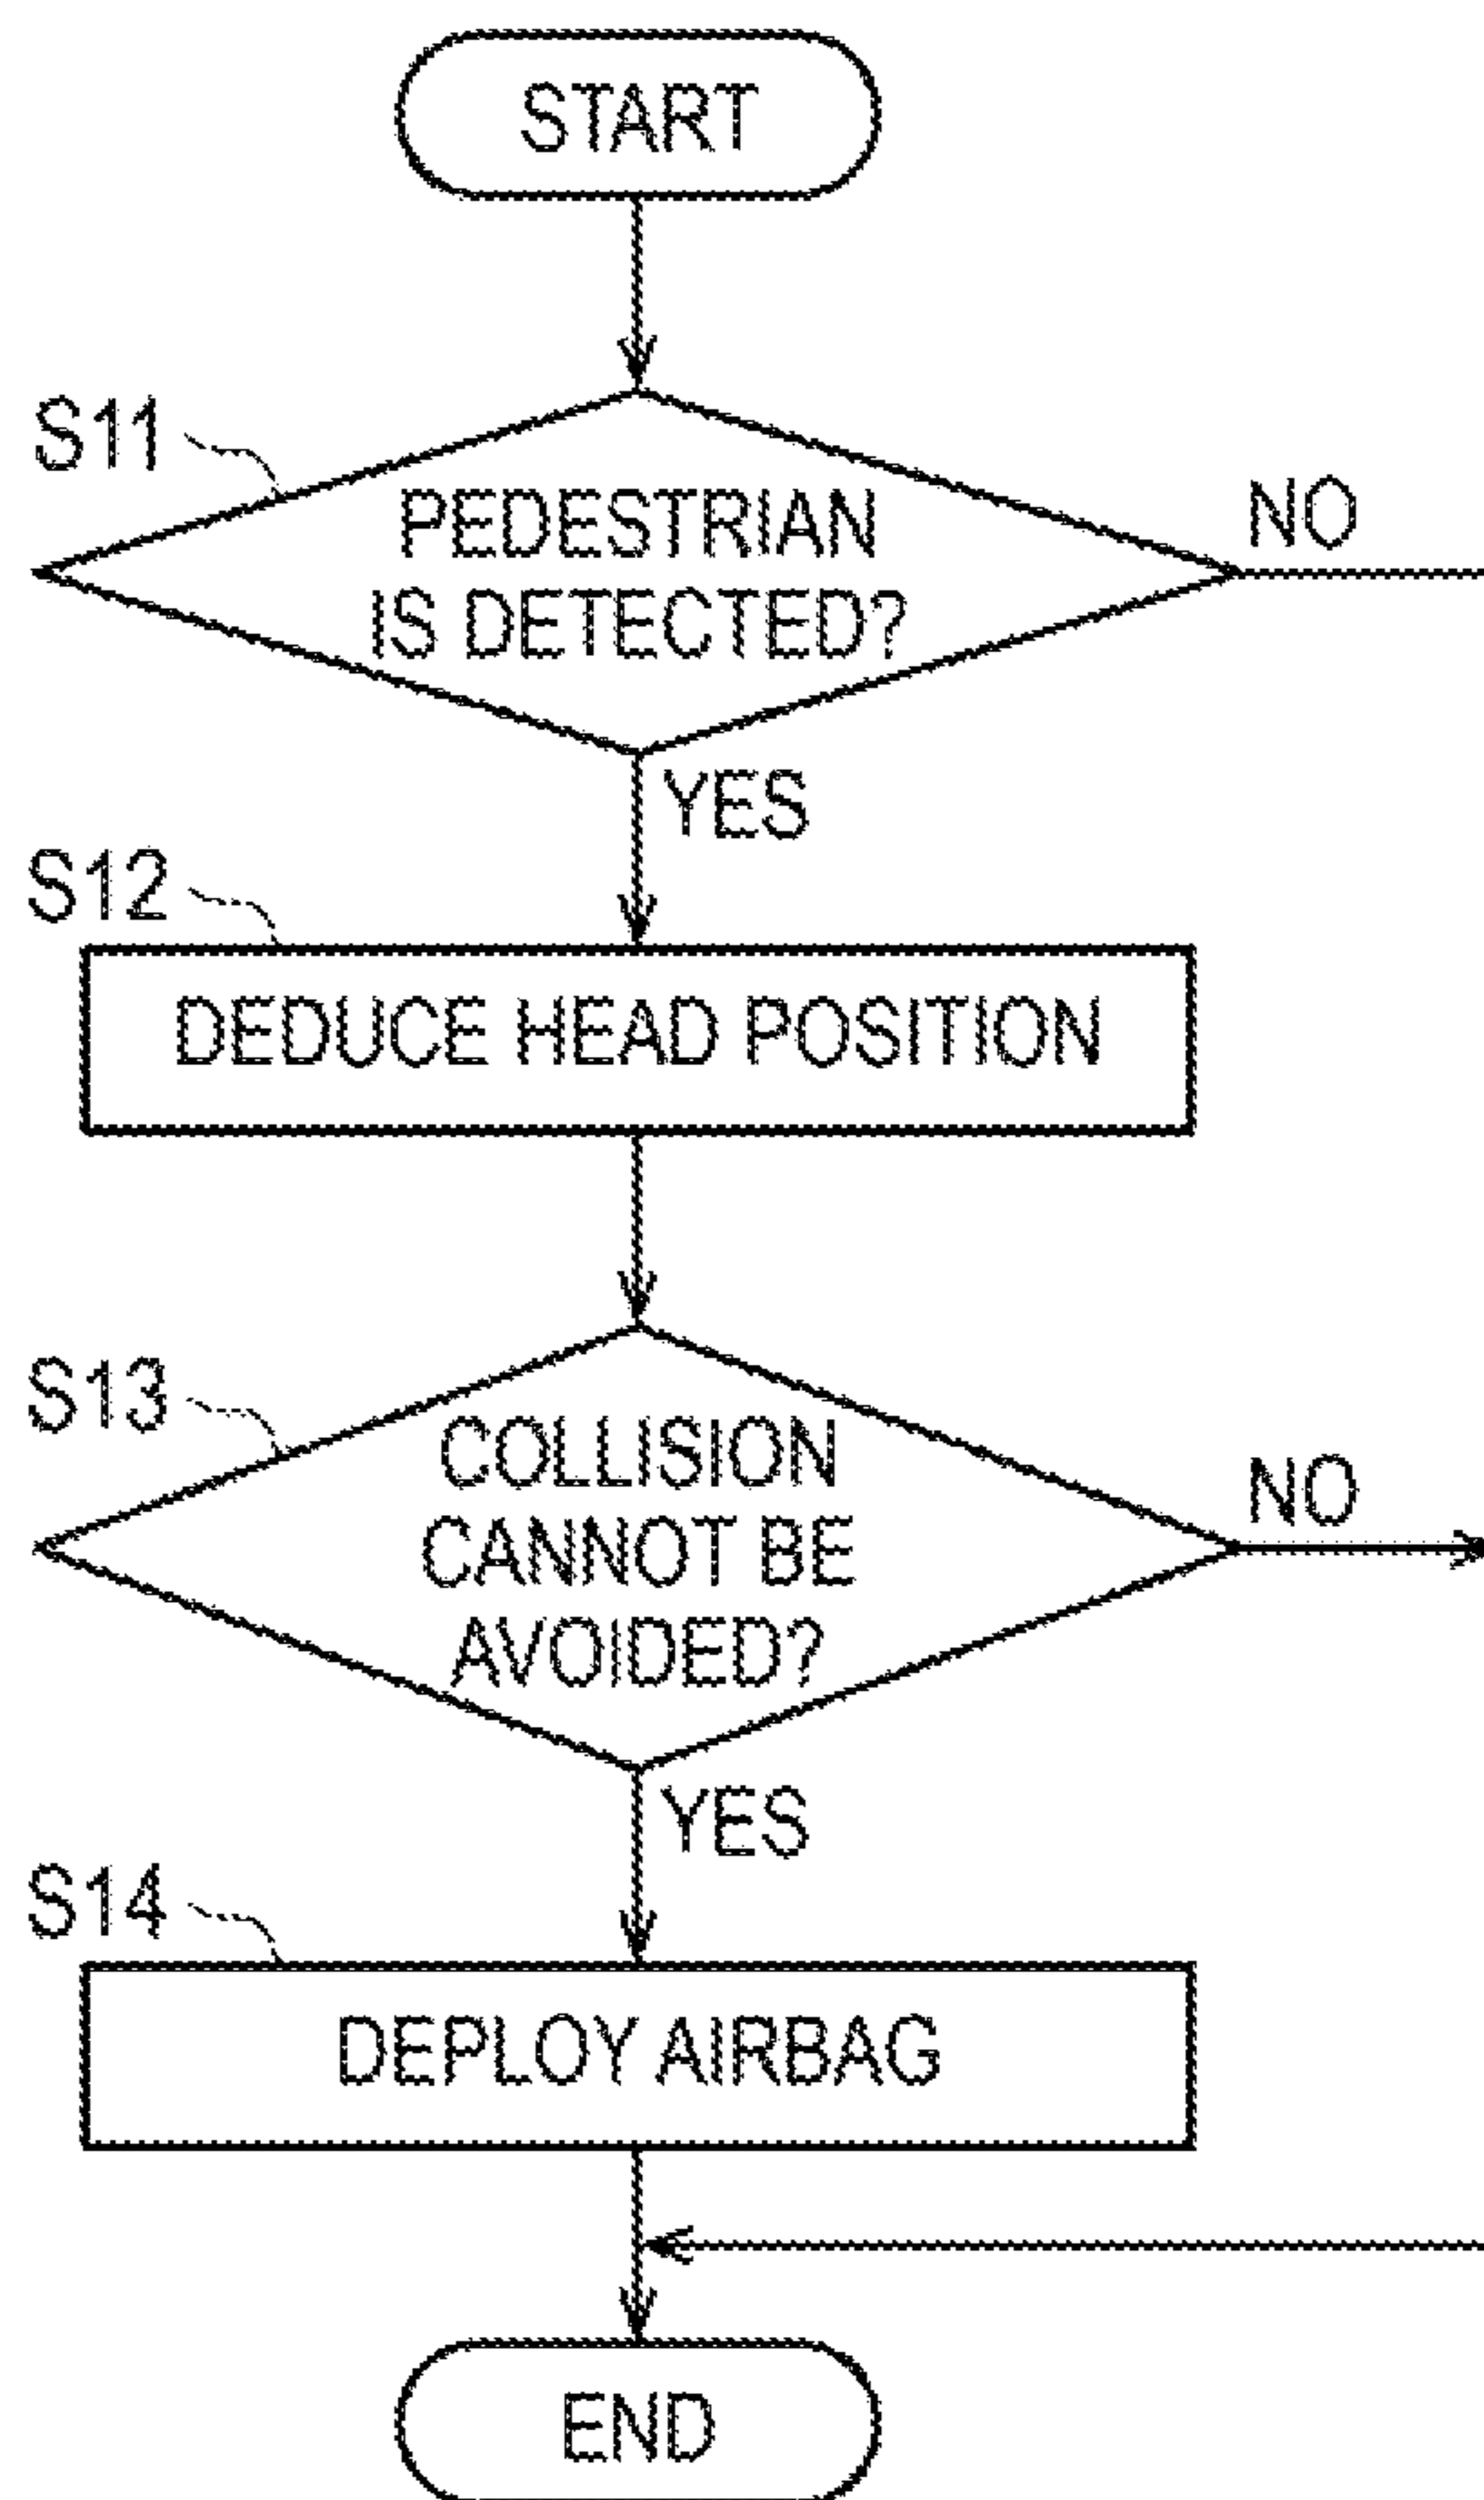 START
S11
PEDESTRIAN
IS DETECTED?
NO
YES
S12
DEDUCE HEAD POSITION
S13
COLLISION
CANNOT BE
AVOIDED?
NO
YES
S14
DEPLOY AIRBAG
END